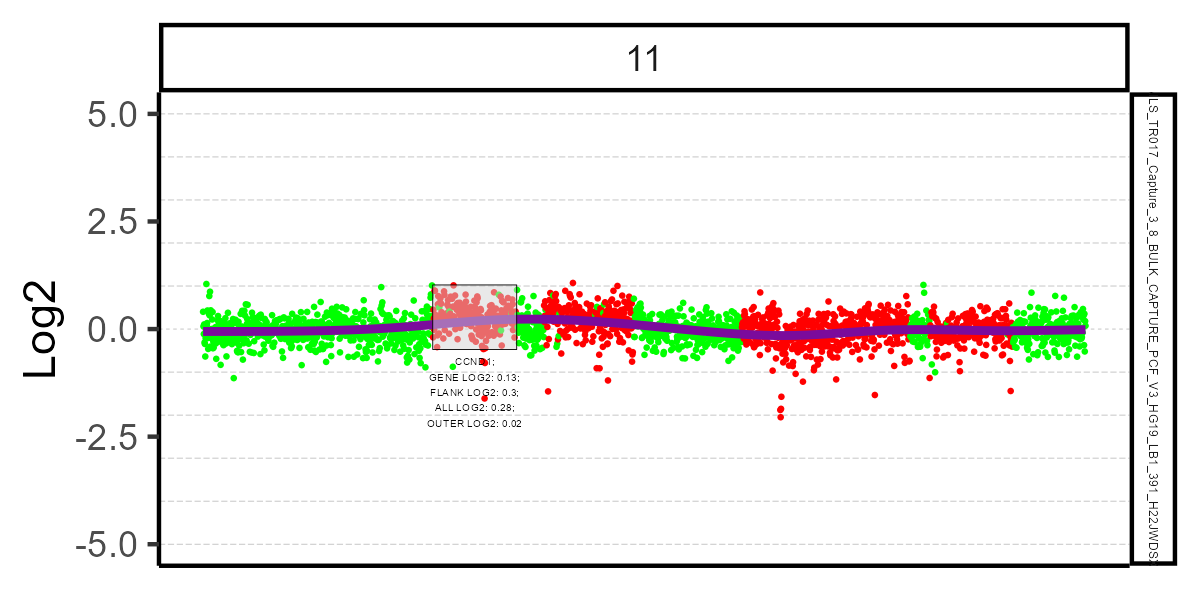 11
Log2
5.0
2.5
0.0
-2.5
-5.0
CCND1;
GENE LOG2: 0.13;
FLANK LOG2: 0.3;
ALL LOG2: 0.28;
OUTER LOG2: 0.02
LS_TR017_Capture_3_8_BULK_CAPTURE_PCF_V3_HG19_LB1_391_H22JWDS